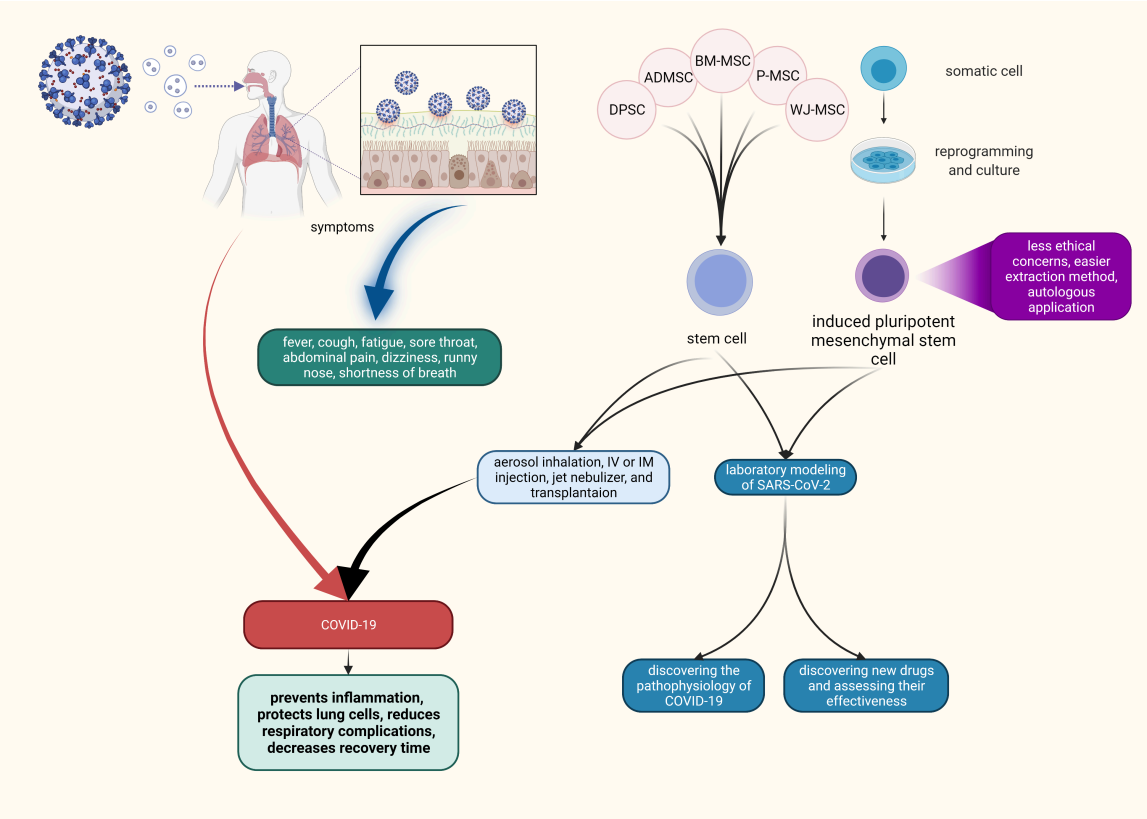 DPSC
ADMSC
BM-MSC
P-MSC
WJ-MSC
somatic cell
reprogramming
and culture
less ethical
concerns, easier
extraction method,
autologous
application
symptoms
fever, cough, fatigue, sore throat,
abdominal pain, dizziness, runny
nose, shortness of breath
stem cell
induced pluripotent
mesenchymal stem
cell
aerosol inhalation, IV or IM
injection, jet nebulizer, and
transplantaion
laboratory modeling
of SARS-CoV-2
COVID-19
prevents inflammation,
protects lung cells, reduces
respiratory complications,
decreases recovery time
discovering the
pathophysiology of
COVID-19
discovering new drugs
and assessing their
effectiveness